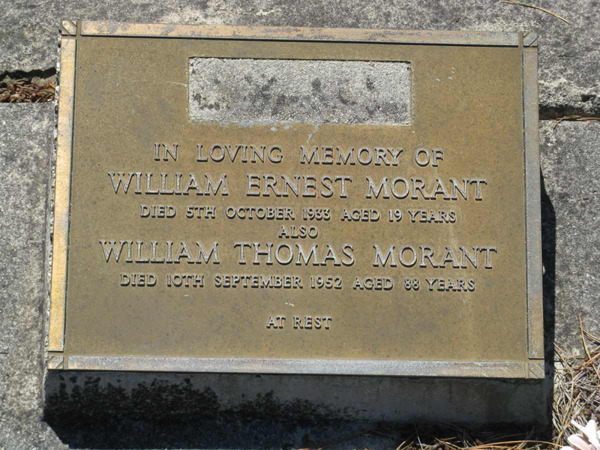 IN LOVING MEMORY OF
WILLIAM ERNEST MORANT
DIED 5TH OCTOBER 1933 AGED 19 YEARS
ALSO
WILLIAM THOMAS MORANT
DIED 10TH SEPTEMBER 1952 AGED 88 YEARS
AT REST